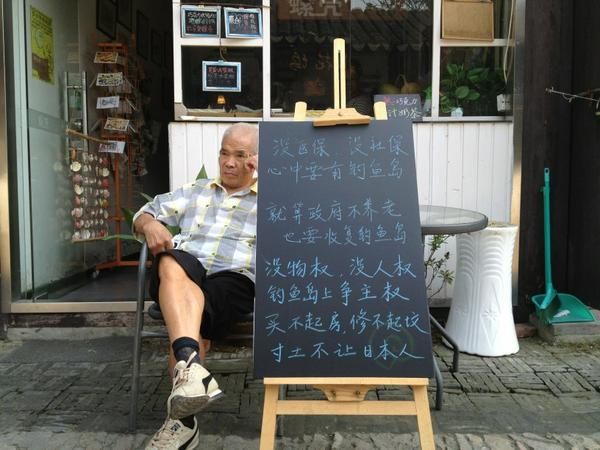 没医保、没社保
心中要有钓鱼岛
就算政府不养老
也要收复钓鱼岛
没物权、没人权
钓鱼岛上争主权
买不起房，修不起坟
寸土不让日本人